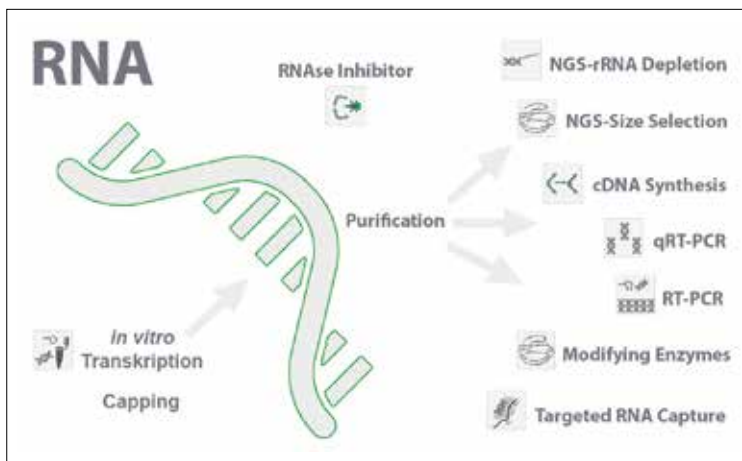 RNA
RNAse Inhibitor
Purification
In vitro
Transkription
Capping
NGS-rRNA Depletion
NGS-Size Selection
cDNA Synthesis
qRT-PCR
RT-PCR
Modifying Enzymes
Targeted RNA Capture